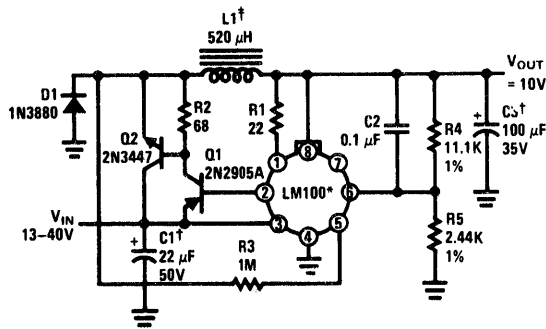 L1‡
520 μH
VOUT
= 10V
D1
1N3880
R2
68
R1
22
C2
0.1 μF
R4
11.1K
1%
C3†
100 μF
35V
Q2
2N3447
Q1
2N2905A
1
8
7
2
LM100*
6
3
4
5
VIN
13–40V
C1†
22 μF
50V
R3
1M
R5
2.44K
1%